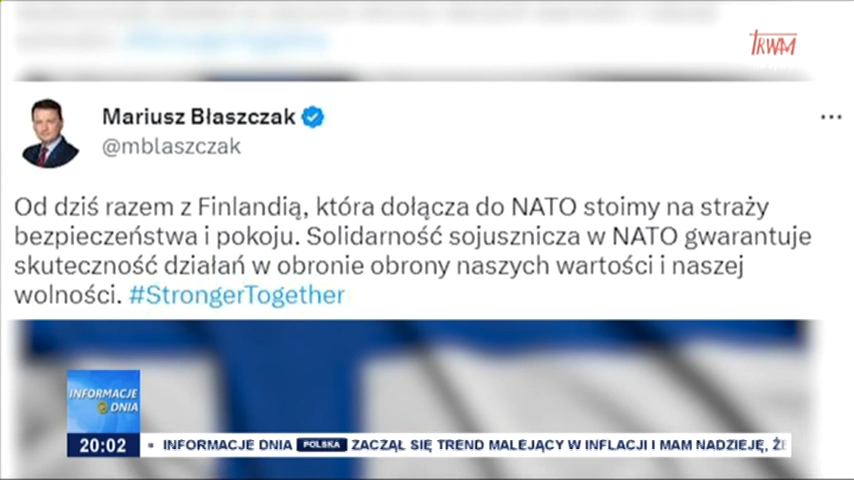 TRWAM
Mariusz Błaszczak
@mblaszczak
Od dziś razem z Finlandią, która dołącza do NATO stoimy na straży
bezpieczeństwa i pokoju. Solidarność sojusznicza w NATO gwarantuje
skuteczność działań w obronie obrony naszych wartości i naszej
wolności. #StrongerTogether
INFORMACJE
DNIA
20:02
INFORMACJE DNIA POLSKA ZACZĄŁ SIĘ TREND MALEJĄCY W INFLACJI I MAM NADZIEJĘ, ŻE